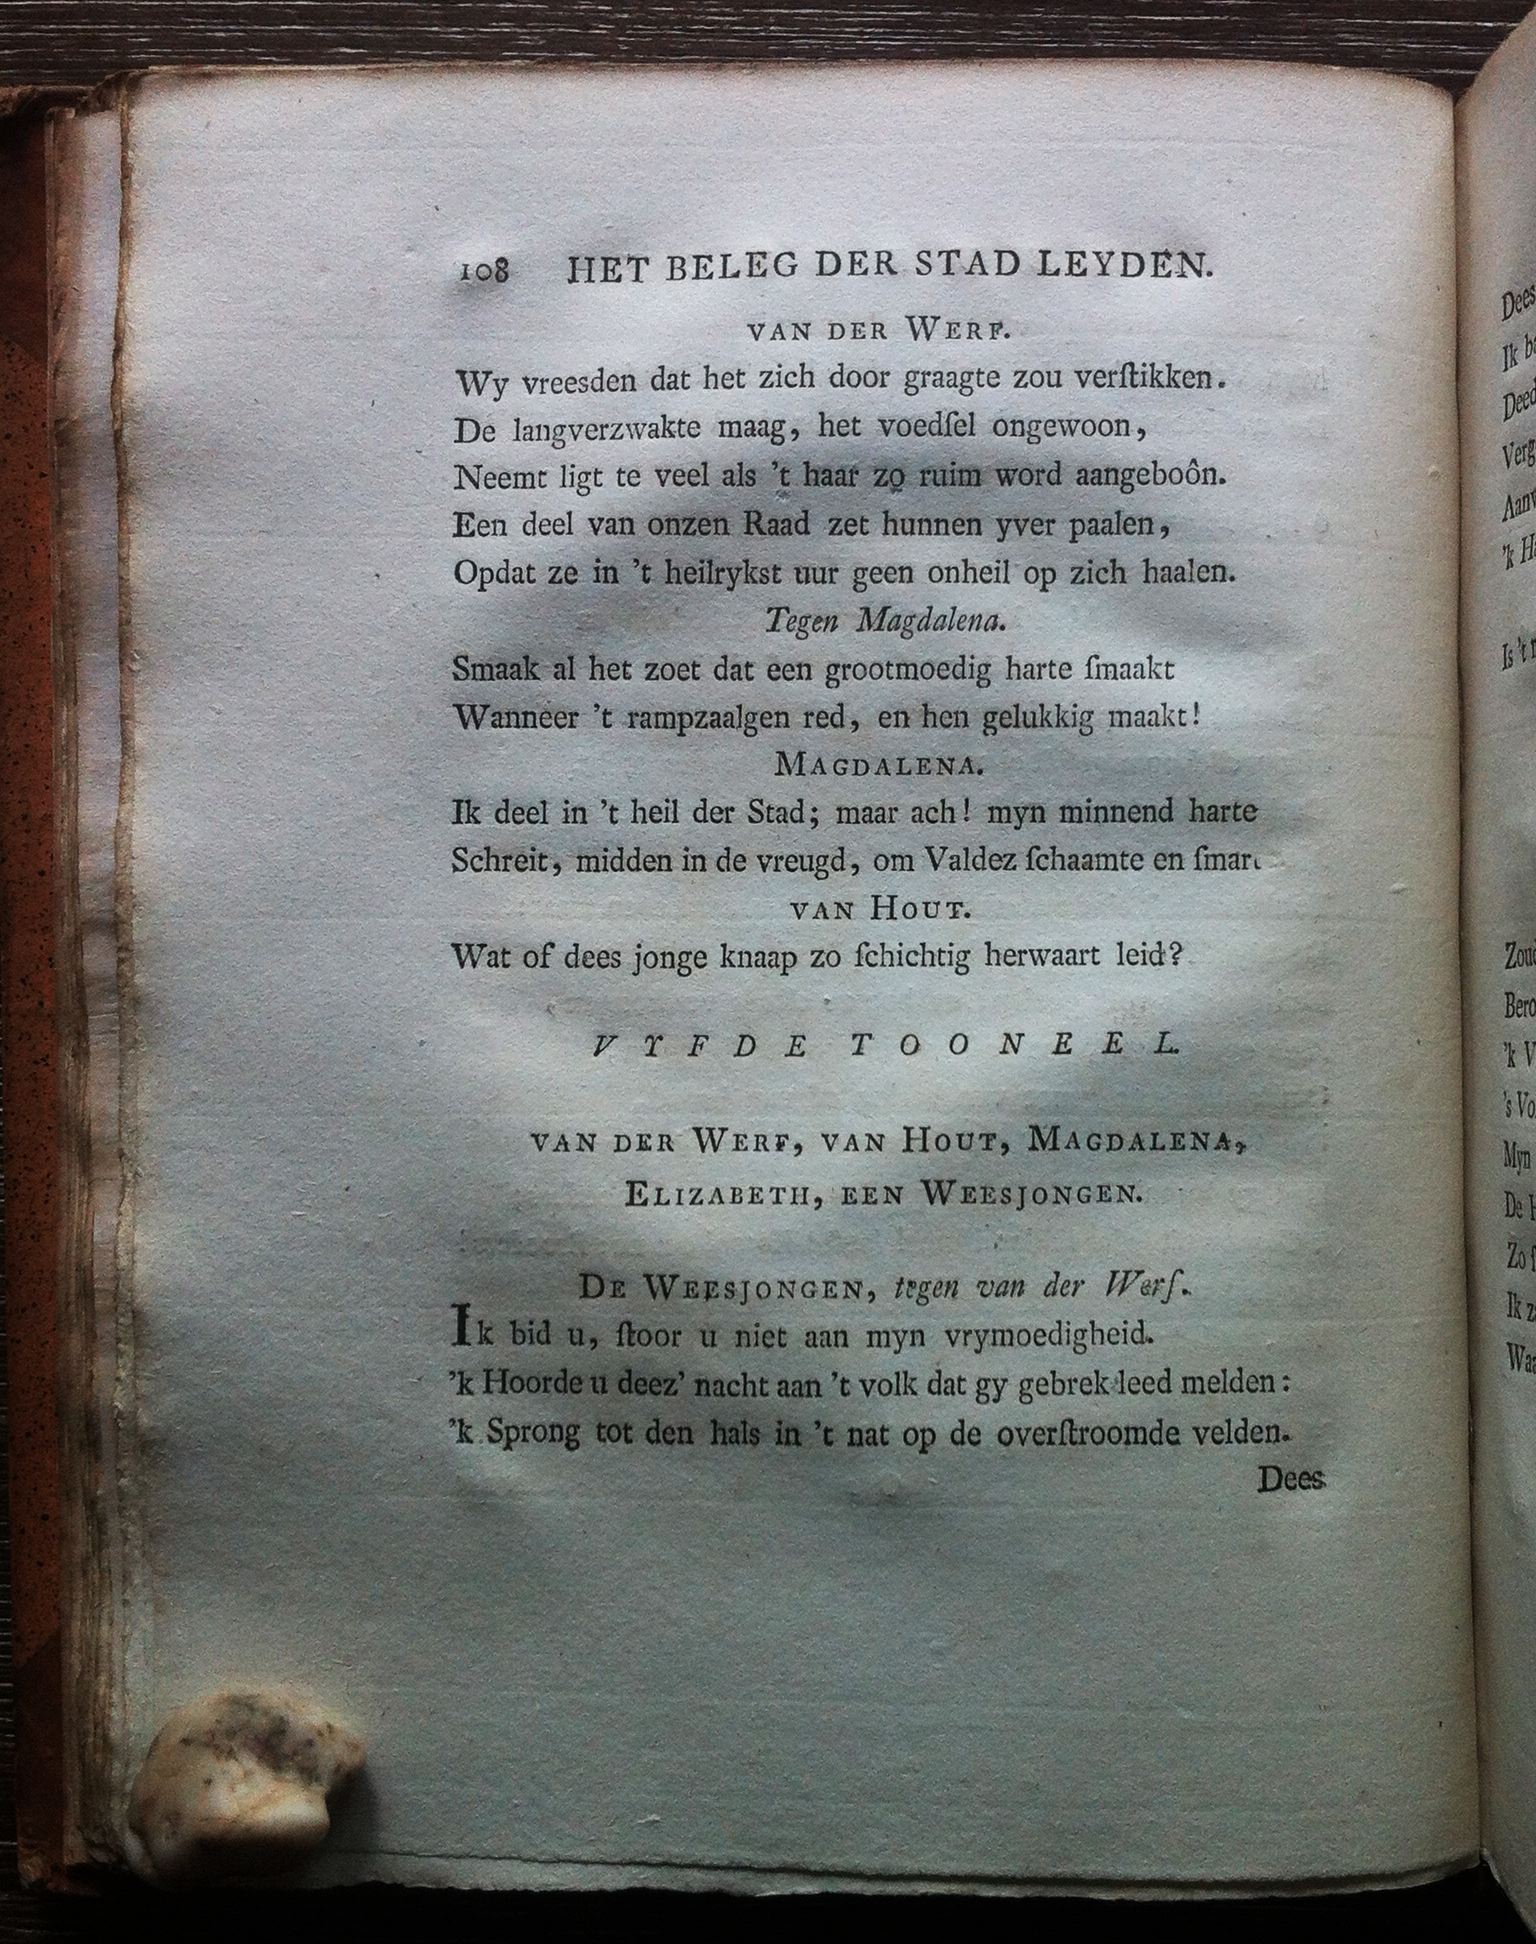 108 HET BELEG DER STAD LEYDEN.
VAN DER WERF.
Wy vreesden dat het zich door graagte zou verſtikken.
De langverzwakte maag, het voedſel ongewoon,
Neemt ligt te veel als 't haar zo ruim word aangeboôn.
Een deel van onzen Raad zet hunnen yver paalen,
Opdat ze in 't heilrykst uur geen onheil op zich haalen.
Tegen Magdalena.
Smaak al het zoet dat een grootmoedig harte ſmaakt
Wanneer 't rampzaalgen red, en hen gelukkig maakt!
MAGDALENA.
Ik deel in 't heil der Stad; maar ach! myn minnend harte
Schreit, midden in de vreugd, om Valdez ſchaamte en
VAN HOUT.
Wat of dees jonge knaap zo ſchichtig herwaart leid?
VYFDE TOONEEL
VAN DER WERF, VAN HOUT, MAGDALENA,
ELIZABETH, EEN WEESJONGEN.
DE WEESJONGEN, tegen van der Werf.
Ik bid u, ſtoor u niet aan myn vrymoedigheid.
'k Hoorde u deez' nacht aan 't volk dat gy gebrek leed melden:
'k Sprong tot den hals in 't nat op de overſtroomde velden.
Dees
Dees
Ik
Is 't
'k
's
Myn
De
Zo
Ik